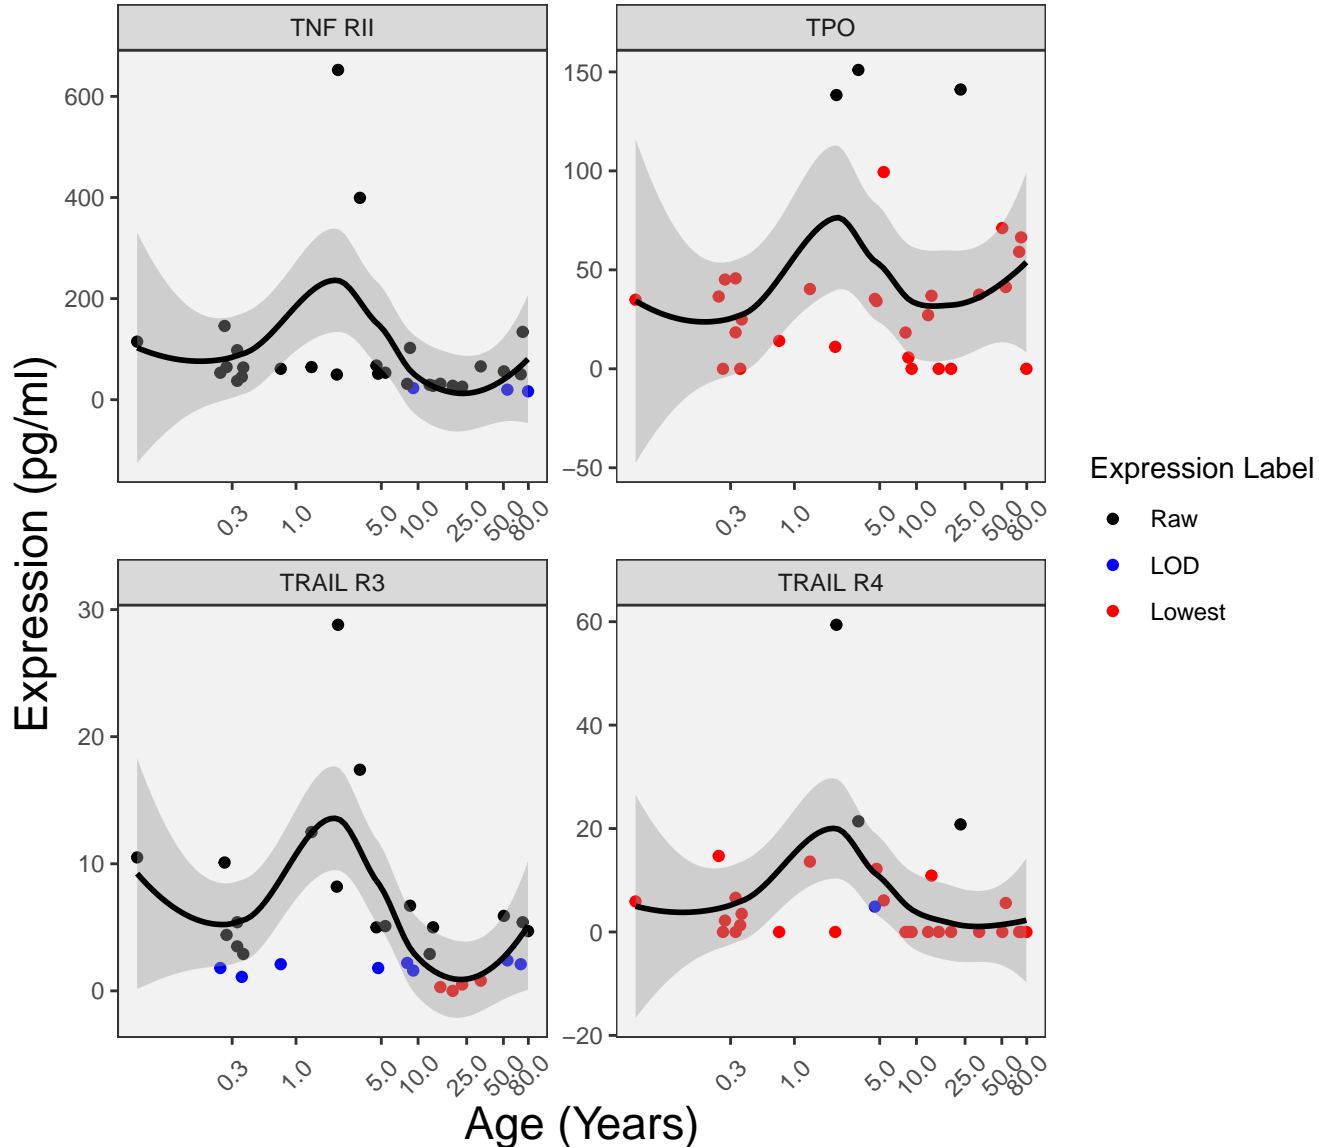 TNF RII
TPO
600
400
200
0
150
100
50
0
−50
0.3 1.0 5.0 10.0 25.0 50.0 80.0
0.3 1.0 5.0 10.0 25.0 50.0 80.0
Expression (pg/ml)
Expression Label
Raw
LOD
Lowest
TRAIL R3
TRAIL R4
30
20
10
0
60
40
20
0
−20
0.3 1.0 5.0 10.0 25.0 50.0 80.0
0.3 1.0 5.0 10.0 25.0 50.0 80.0
Age (Years)